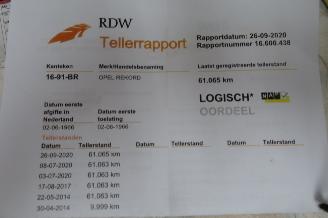 RDW
Tellerrapport
Rapportdatum: 26-09-2020
Rapportnummer 16.606.438
Kenteken Merk/Handelsbenaming Laatst geregistreerde tellerstand
16-91-BR OPEL REKORD 61.065 km
LOGISCH* NAP
OORDEEL
Datum eerste afgifte in Nederland
Datum eerste toelating
02-06-1966 02-06-1966
Tellerstanden
Datum Tellerstand Datum Tellerstand Datum Tellerstand
26-09-2020 61.065 km
08-07-2020 61.063 km
03-07-2020 61.063 km
17-08-2017 61.063 km
22-05-2014 61.063 km
30-04-2014 9.999 km